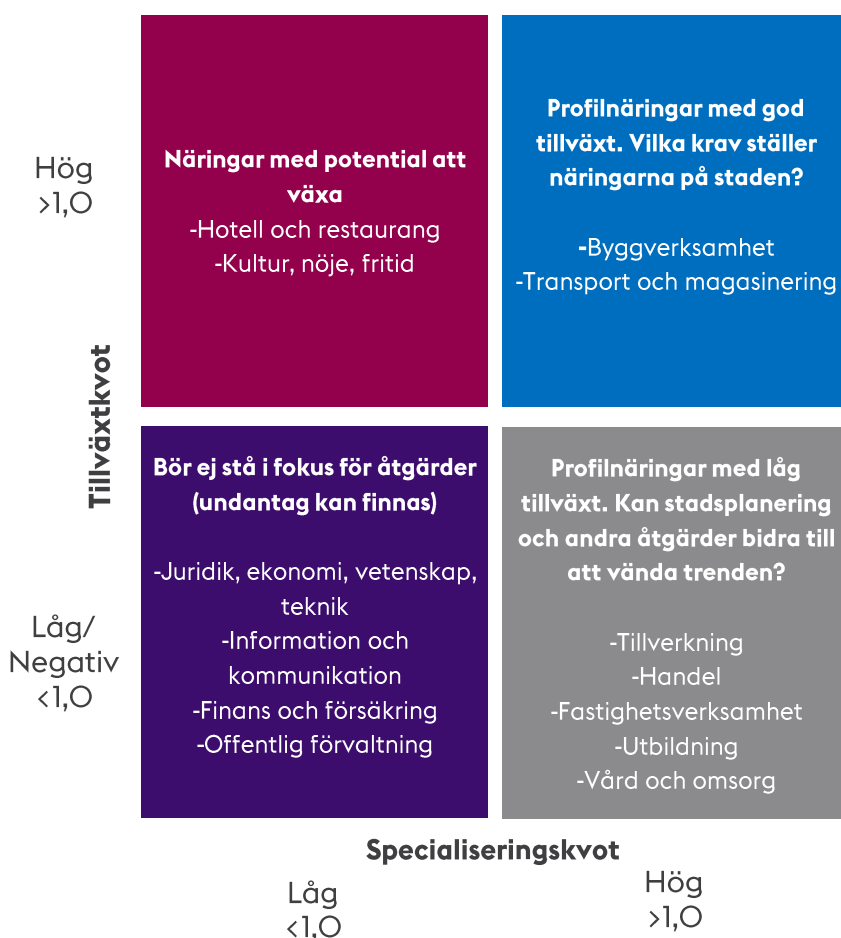 Hög
>1,0
Näringar med potential att
växa
-Hotell och restaurang
-Kultur, nöje, fritid
Profilnäringar med god
tillväxt. Vilka krav ställer
näringarna på staden?
-Byggverksamhet
-Transport och magasinering
Tillväxtkvot
Låg/
Negativ
<1,0
Bör ej stå i fokus för åtgärder
(undantag kan finnas)
-Juridik, ekonomi, vetenskap,
teknik
-Information och
kommunikation
-Finans och försäkring
-Offentlig förvaltning
Profilnäringar med låg
tillväxt. Kan stadsplanering
och andra åtgärder bidra till
att vända trenden?
-Tillverkning
-Handel
-Fastighetsverksamhet
-Utbildning
-Vård och omsorg
Specialiseringskvot
Låg
<1,0
Hög
>1,0